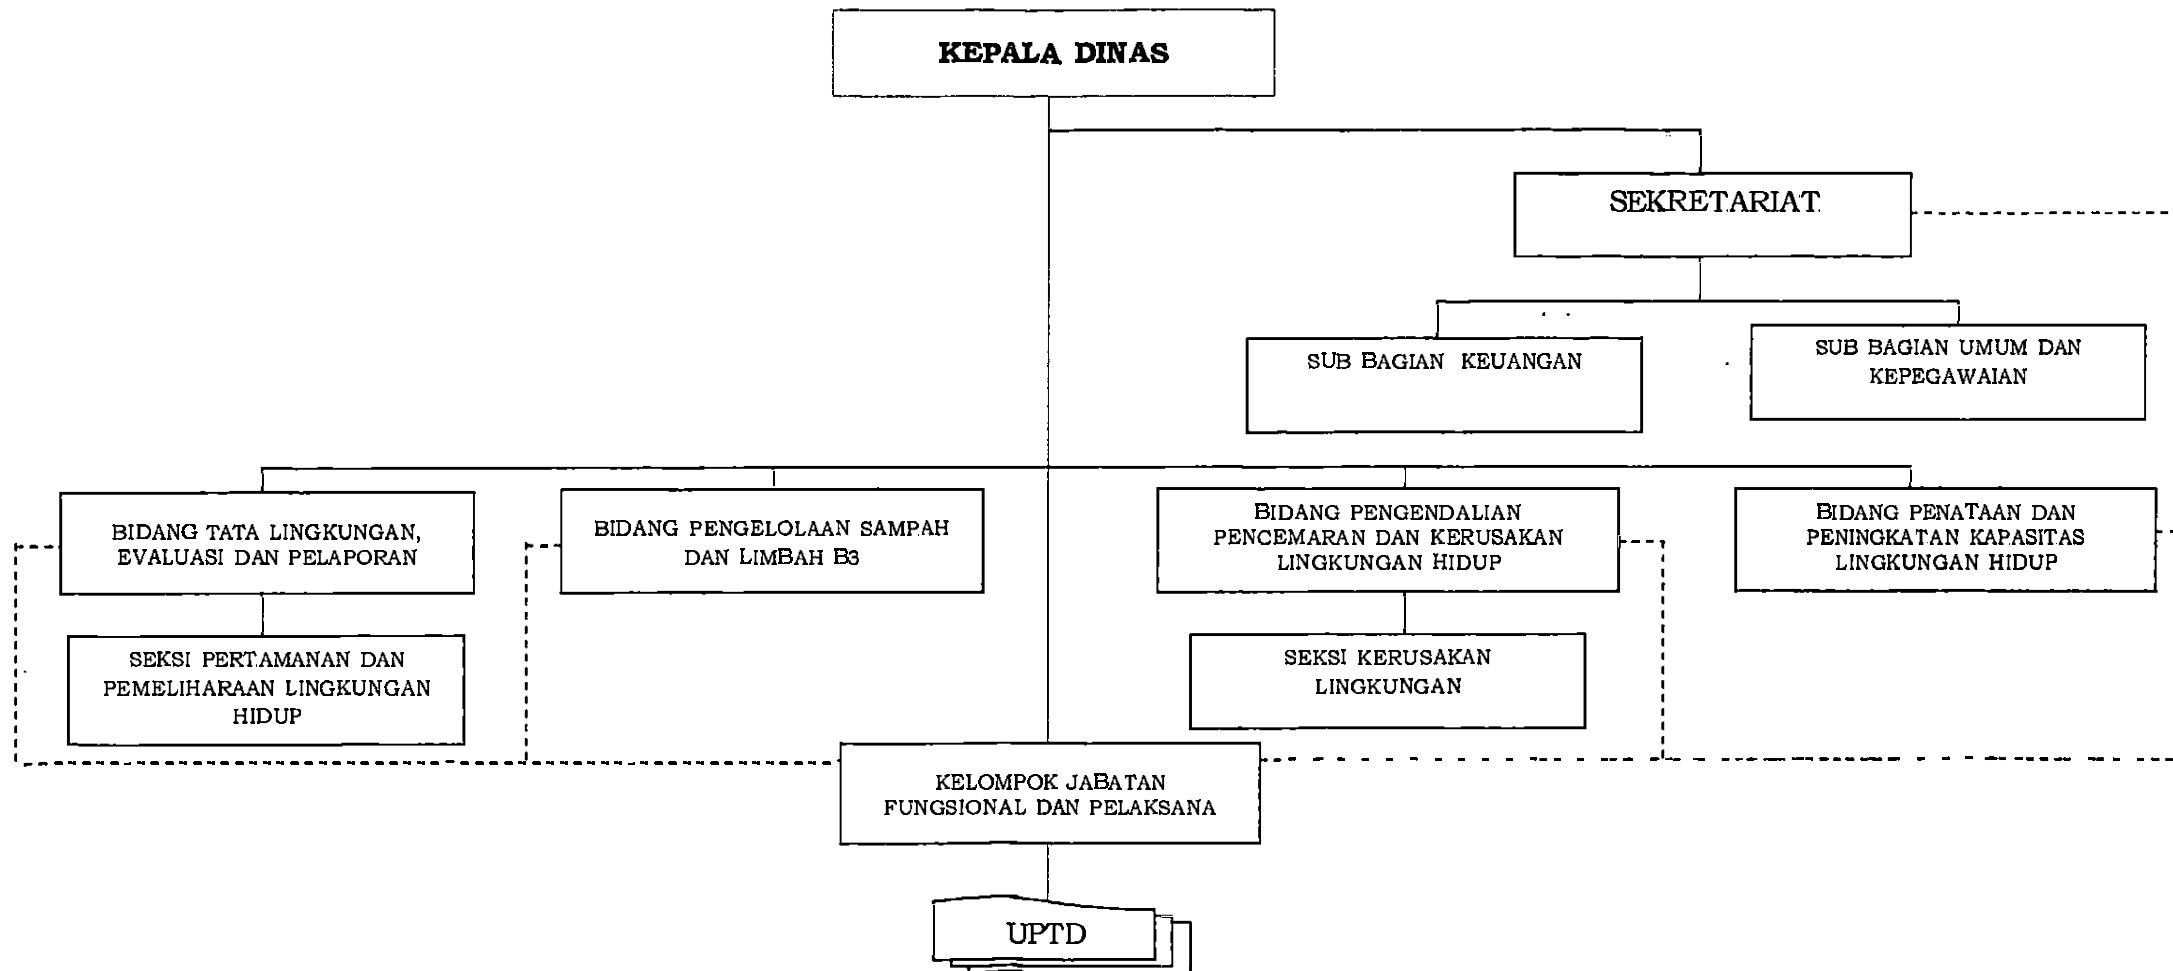 KEPALA DINAS
SEKRETARIAT
SUB BAGIAN KEUANGAN
SUB BAGIAN UMUM DAN
KEPEGAWAIAN
BIDANG TATA LINGKUNGAN,
EVALUASI DAN PELAPORAN
BIDANG PENGELOLAAN SAMPAH
DAN LIMBAH B3
BIDANG PENGENDALIAN
PENCEMARAN DAN KERUSAKAN
LINGKUNGAN HIDUP
BIDANG PENATAAN DAN
PENINGKATAN KAPASITAS
LINGKUNGAN HIDUP
SEKSI PERTAMANAN DAN
PEMELIHARAAN LINGKUNGAN
HIDUP
SEKSI KERUSAKAN
LINGKUNGAN
KELOMPOK JABATAN
FUNGSIONAL DAN PELAKSANA
UPTD